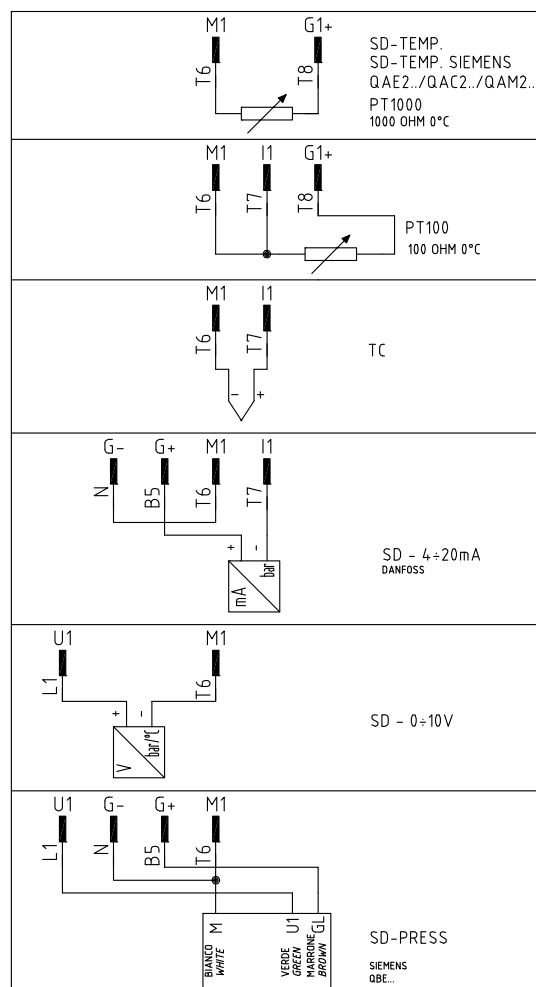 M1 G1+
T6 T8
SD-TEMP.
SD-TEMP. SIEMENS
QAE2../QAC2../QAM2..
PT1000
1000 OHM 0°C
M1 I1 G1+
T6 T7 T8
PT100
100 OHM 0°C
M1 I1
T6 T7
- +
TC
G- G+ M1 I1
N B5 T6 T7
+ -
mA bar
SD - 4÷20mA
DANFOSS
U1 M1
L1 T6
+ -
V bar/°C
SD - 0÷10V
U1 G- G+ M1
L1 N B5 T6
M U1 GL
BIANCO VERDE MARRONE
WHITE GREEN BROWN
SD-PRESS
SIEMENS
QBE...